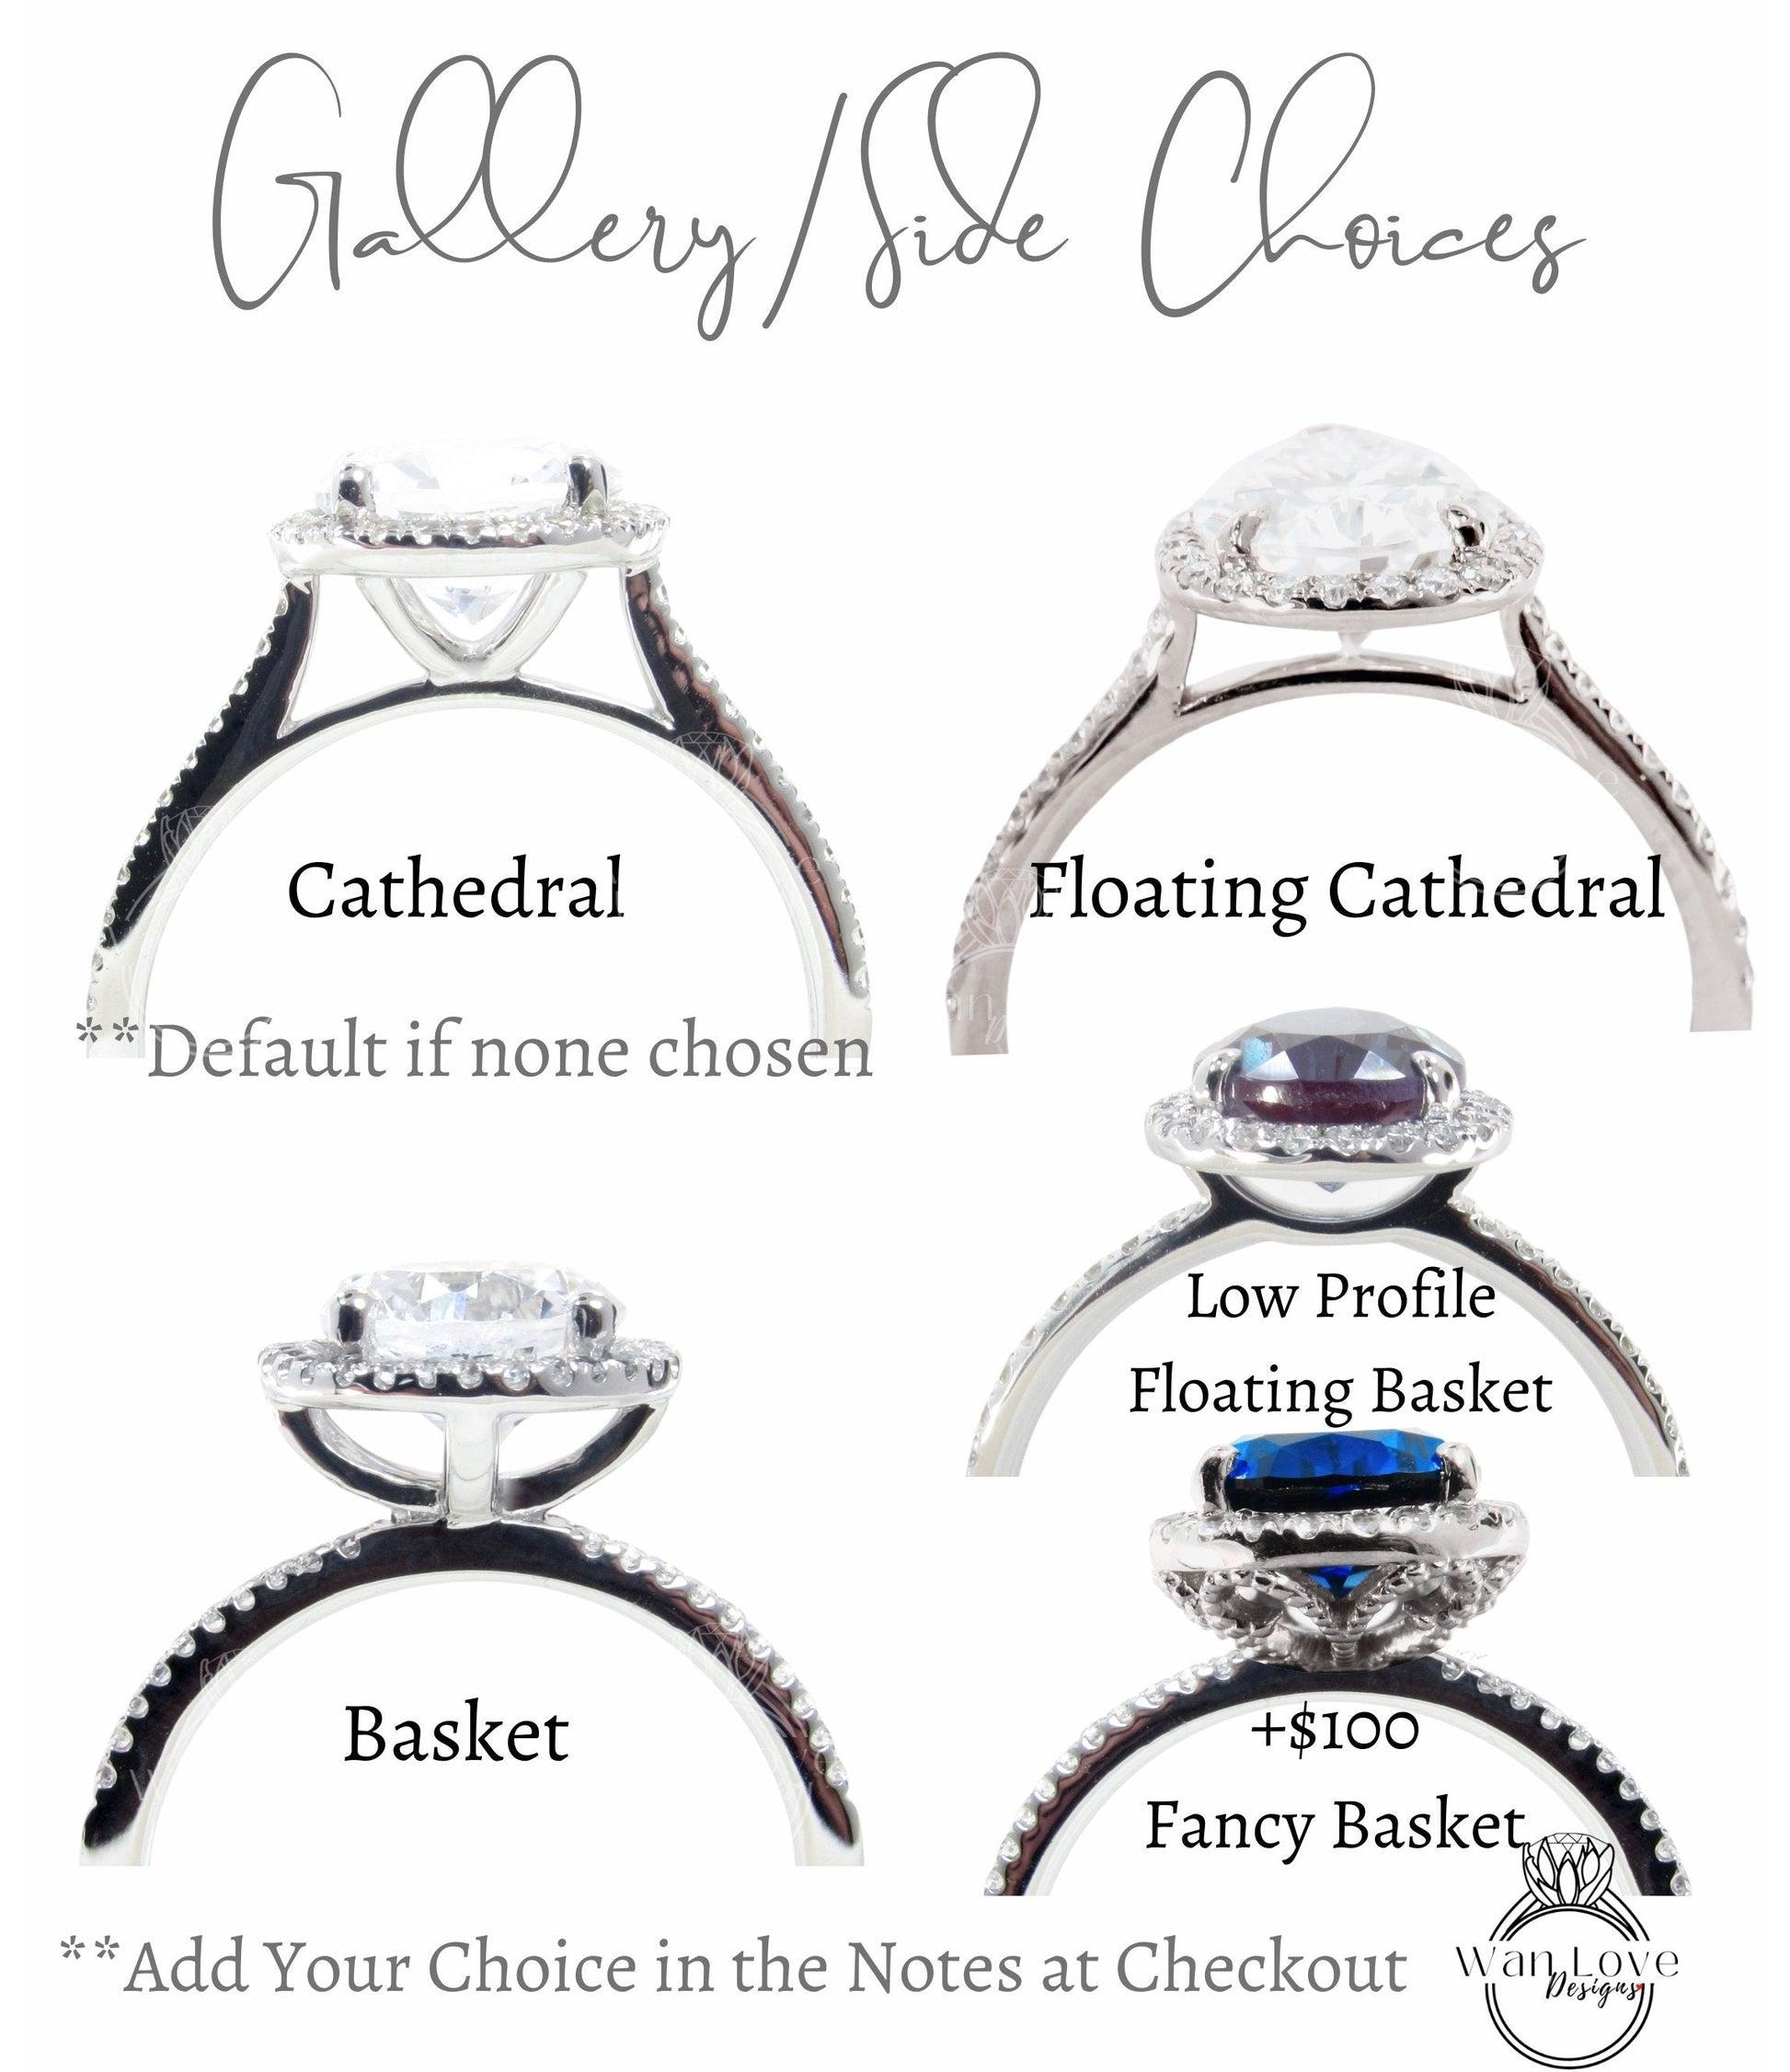 Gallery/Side Choices
Cathedral
Floating Cathedral
**Default if none chosen
Low Profile
Floating Basket
Basket
+$100
Fancy Basket
**Add Your Choice in the Notes at Checkout
Wan Love
Designs